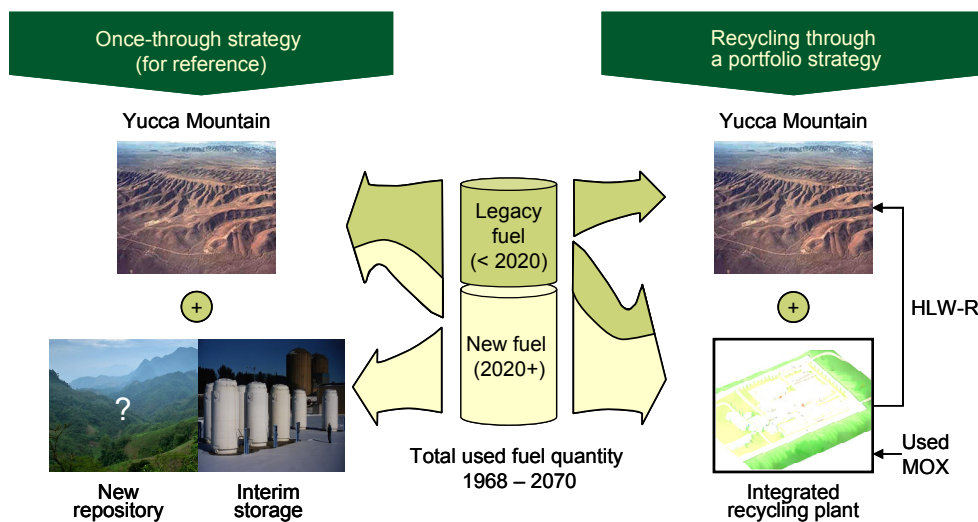 Once-through strategy
(for reference)
Recycling through
a portfolio strategy
Yucca Mountain
Yucca Mountain
Legacy
fuel
(< 2020)
+
+
HLW-R
New fuel
(2020+)
?
Used
MOX
Total used fuel quantity
1968 – 2070
New
repository
Interim
storage
Integrated
recycling plant